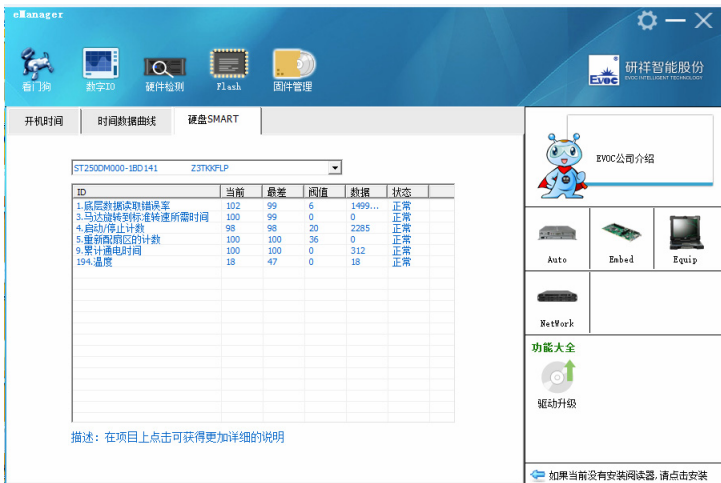 eManager
看门狗
数字IO
硬件检测
Flash
固件管理
Evoc 研祥智能股份
EVOC INTELLIGENT TECHNOLOGY
开机时间 时间数据曲线 硬盘SMART
ST250DM000-1BD141 Z3TKKFLP
ID 当前 最差 阀值 数据 状态
1.底层数据读取错误率 102 99 6 1499... 正常
3.马达旋转到标准转速所需时间 100 99 0 0 正常
4.启动/停止计数 98 98 20 2285 正常
5.重新配扇区的计数 100 100 36 0 正常
9.累计通电时间 100 100 0 312 正常
194.温度 18 47 0 18 正常
描述：在项目上点击可获得更加详细的说明
EVOC公司介绍
Auto
Embed
Equip
NetWork
功能大全
驱动升级
如果当前没有安装阅读器,请点击安装